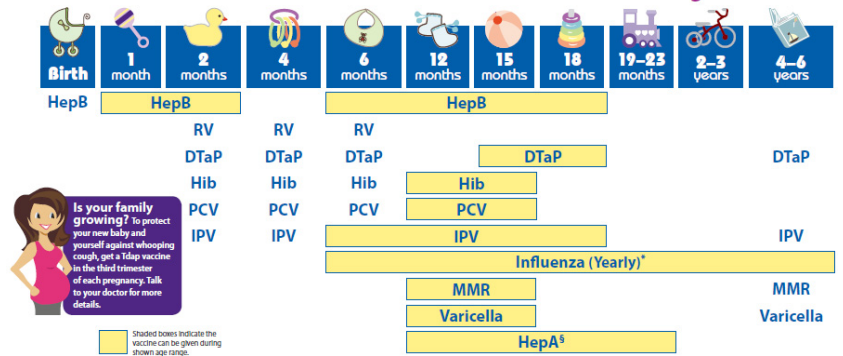 Birth
1 month
2 months
4 months
6 months
12 months
15 months
18 months
19–23 months
2–3 years
4–6 years
HepB HepB HepB
RV RV RV
DTaP DTaP DTaP DTaP DTaP
Hib Hib Hib Hib
PCV PCV PCV PCV
IPV IPV IPV IPV
Influenza (Yearly)*
MMR MMR
Varicella Varicella
HepA§
Is your family
growing? To protect
your new baby and
yourself against whooping
cough, get a Tdap vaccine
in the third trimester
of each pregnancy. Talk
to your doctor for more
details.
Shaded boxes indicate the
vaccine can be given during
shown age range.